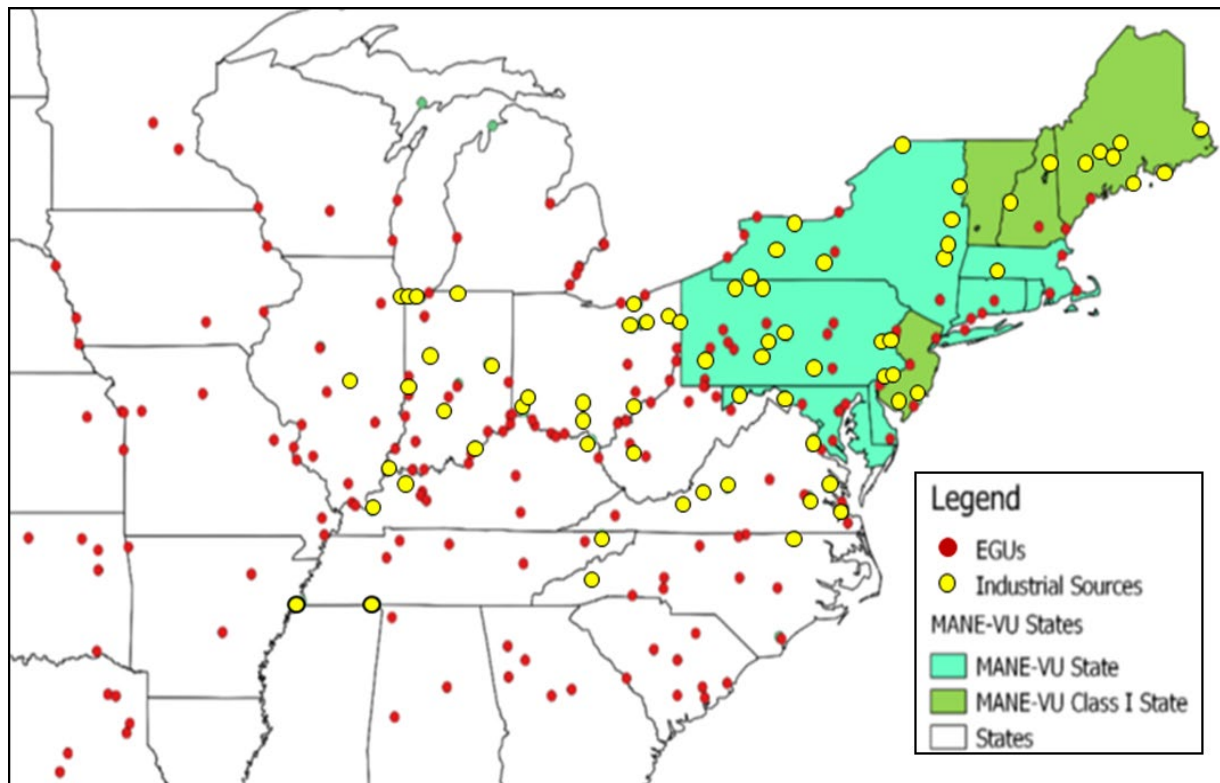 Legend
EGUs
Industrial Sources
MANE-VU States
MANE-VU State
MANE-VU Class I State
States